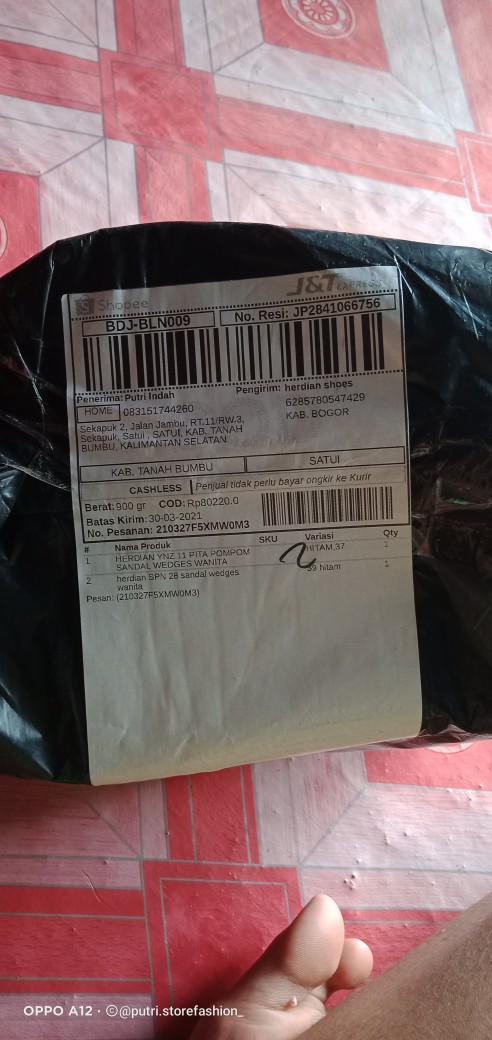 Shopee
J&T EXPRESS
BDJ-BLN009
No. Resi: JP2841066756
Penerima: Putri Indah
Pengirim: herdian shoes
HOME 083151744260
6285780547429
KAB. BOGOR
Sekapuk 2, Jalan Jambu, RT.11/RW.3,
Sekapuk, Satui , SATUI, KAB. TANAH
BUMBU, KALIMANTAN SELATAN
KAB. TANAH BUMBU
SATUI
CASHLESS
Penjual tidak perlu bayar ongkir ke Kurir
Berat: 900 gr COD: Rp80220.0
Batas Kirim: 30-03-2021
No. Pesanan: 210327F5XMW0M3
# Nama Produk SKU Variasi Qty
1 HERDIAN YNZ 11 PITA POMPOM HITAM,37 1
SANDAL WEDGES WANITA
2 herdian SPN 28 sandal wedges 39 hitam 1
wanita
Pesan: (210327F5XMW0M3)
OPPO A12 · ©@putri.storefashion_